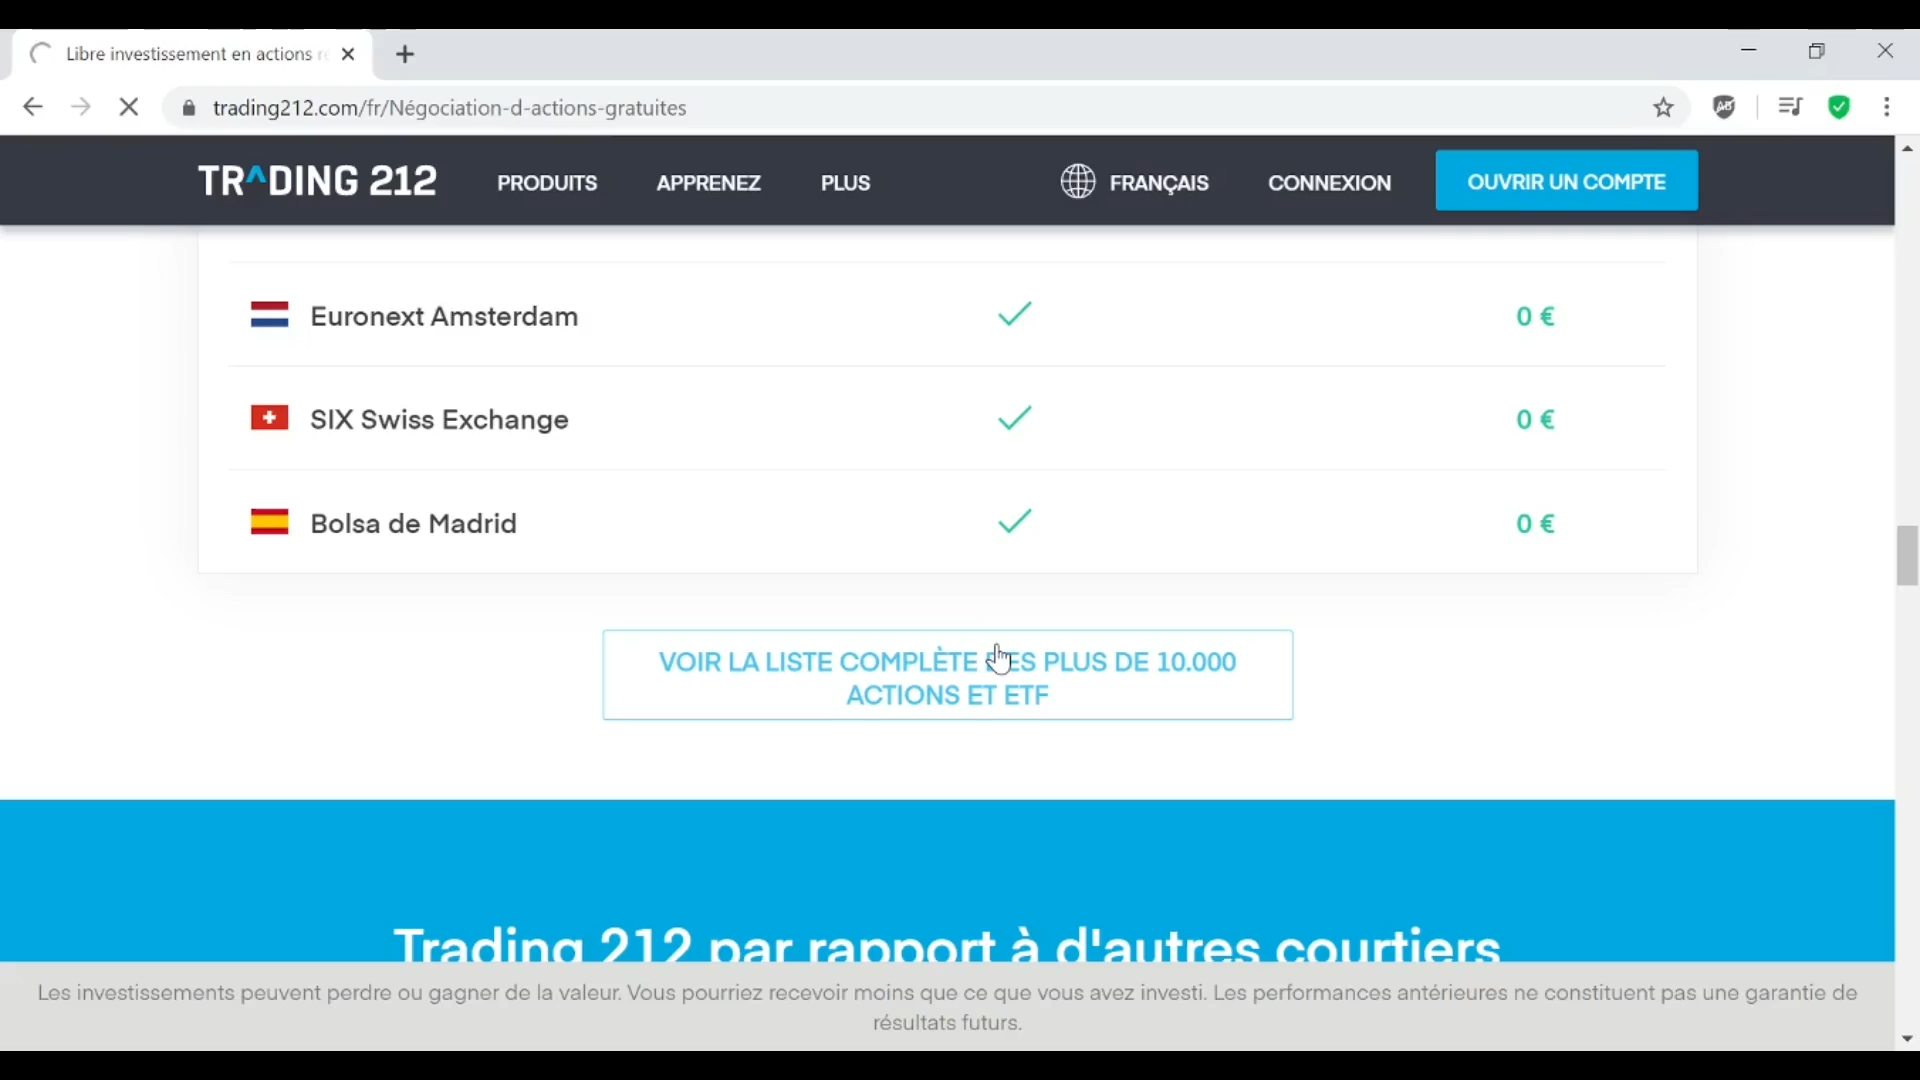 Libre investissement en actions
trading212.com/fr/Négociation-d-actions-gratuites
TRADING 212
PRODUITS
APPRENEZ
PLUS
FRANÇAIS
CONNEXION
OUVRIR UN COMPTE
Euronext Amsterdam
0 €
SIX Swiss Exchange
0 €
Bolsa de Madrid
0 €
VOIR LA LISTE COMPLÈTE DES PLUS DE 10.000
ACTIONS ET ETF
Trading 212 par rapport à d'autres courtiers
Les investissements peuvent perdre ou gagner de la valeur. Vous pourriez recevoir moins que ce que vous avez investi. Les performances antérieures ne constituent pas une garantie de
résultats futurs.